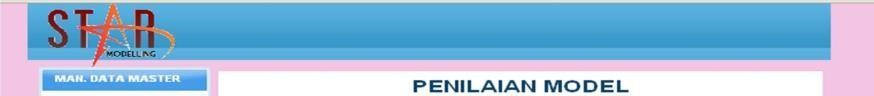 STAR
MODELLING
MAN. DATA MASTER
PENILAIAN MODEL